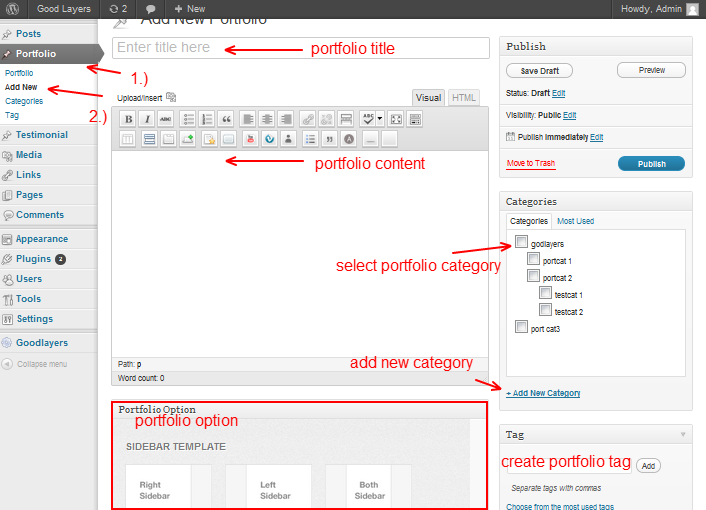 Good Layers 2 + New Howdy, Admin
Add New Portfolio
Posts
Portfolio
Portfolio
Add New
Categories
Tag
Testimonial
Media
Links
Pages
Comments
Appearance
Plugins 2
Users
Tools
Settings
Goodlayers
Collapse menu
1.)
2.)
Enter title here
portfolio title
Upload/Insert
Visual HTML
B I ABC
ABC
portfolio content
Path: p
Word count: 0
Portfolio Option
portfolio option
SIDEBAR TEMPLATE
Right
Sidebar
Left
Sidebar
Both
Sidebar
Publish
Save Draft Preview
Status: Draft Edit
Visibility: Public Edit
Publish immediately Edit
Move to Trash Publish
Categories
Categories Most Used
godlayers
portcat 1
portcat 2
testcat 1
testcat 2
port cat3
select portfolio category
add new category
+ Add New Category
Tag
create portfolio tag
Add
Separate tags with commas
Choose from the most used tags